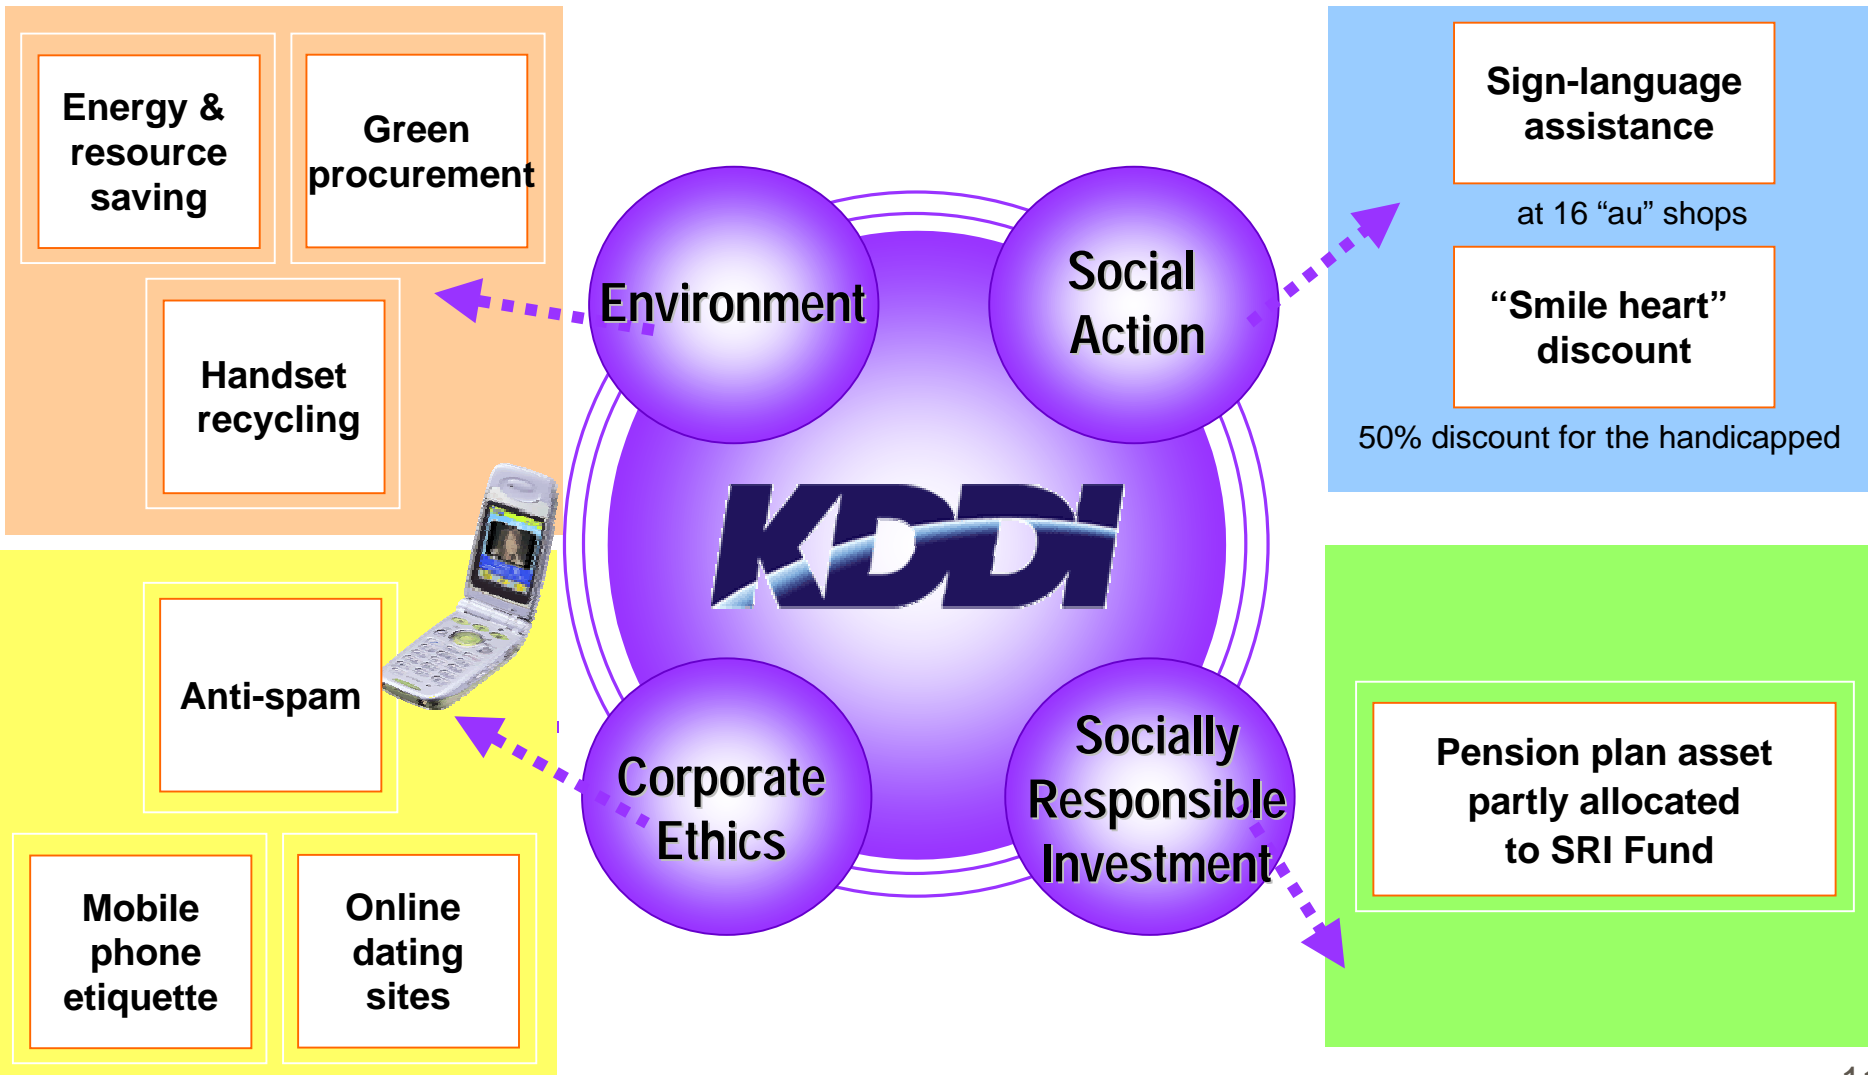 Energy &
resource
saving
Green
procurement
Handset
recycling
Environment
Social
Action
Sign-language
assistance
at 16 “au” shops
“Smile heart”
discount
50% discount for the handicapped
KDDI
Anti-spam
Mobile
phone
etiquette
Online
dating
sites
Corporate
Ethics
Socially
Responsible
Investment
Pension plan asset
partly allocated
to SRI Fund